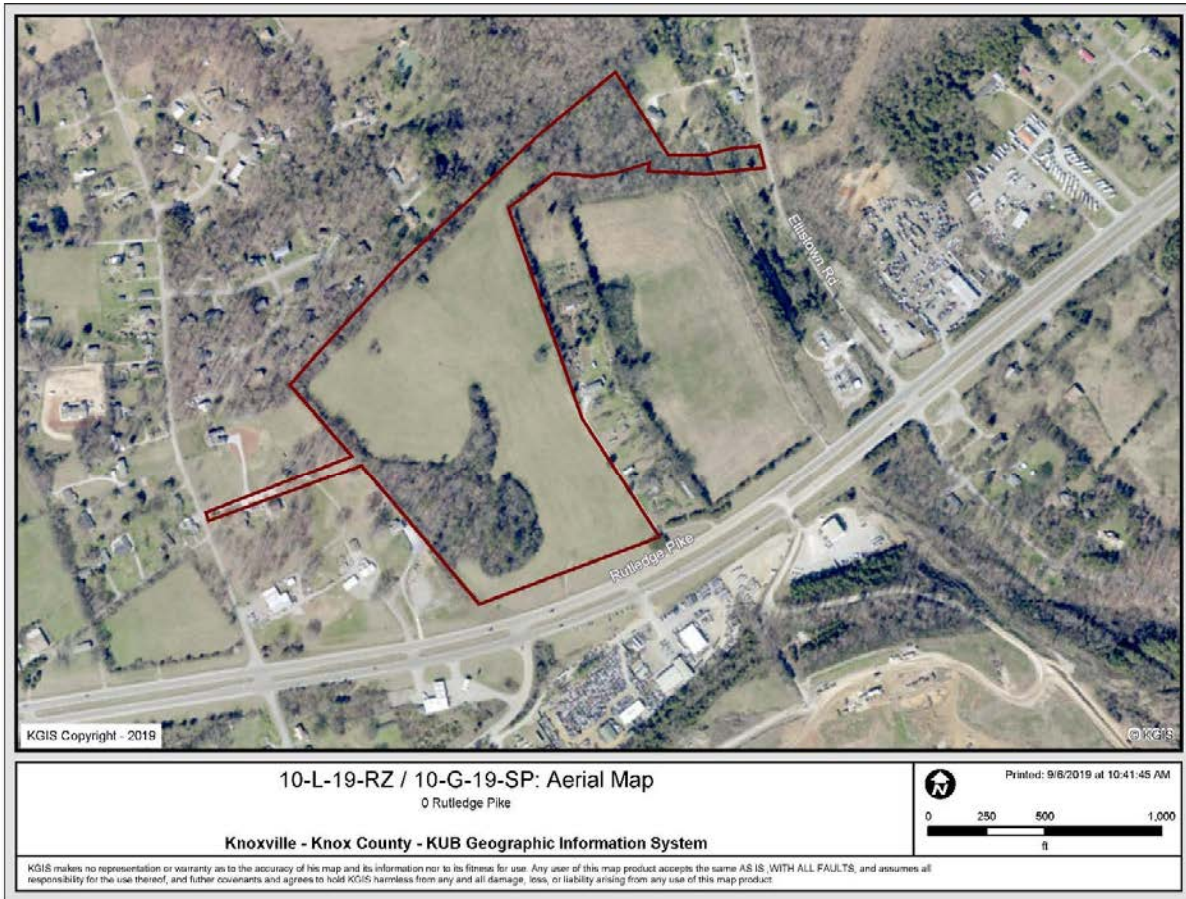 Ellistown Rd
Rutledge Pike
KGIS Copyright - 2019
© KGIS
10-L-19-RZ / 10-G-19-SP: Aerial Map
0 Rutledge Pike
Knoxville - Knox County - KUB Geographic Information System
N
Printed: 9/6/2019 at 10:41:45 AM
0 250 500 1,000
ft
KGIS makes no representation or warranty as to the accuracy of his map and its information nor to its fitness for use. Any user of this map product accepts the same AS IS ,WITH ALL FAULTS, and assumes all
responsibility for the use thereof, and futher covenants and agrees to hold KGIS harmless from any and all damage, loss, or liability arising from any use of this map product.